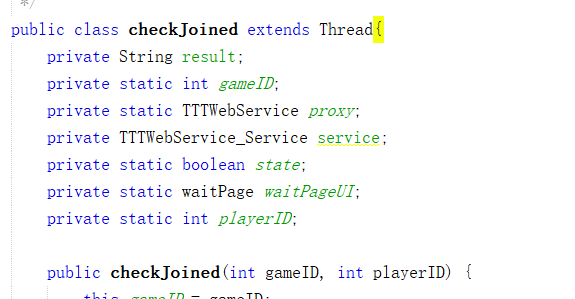 */
public class checkJoined extends Thread{
private String result;
private static int gameID;
private static TTTWebService proxy;
private TTTWebService_Service service;
private static boolean state;
private static waitPage waitPageUI;
private static int playerID;
public checkJoined(int gameID, int playerID) {
this.gameID = gameID;